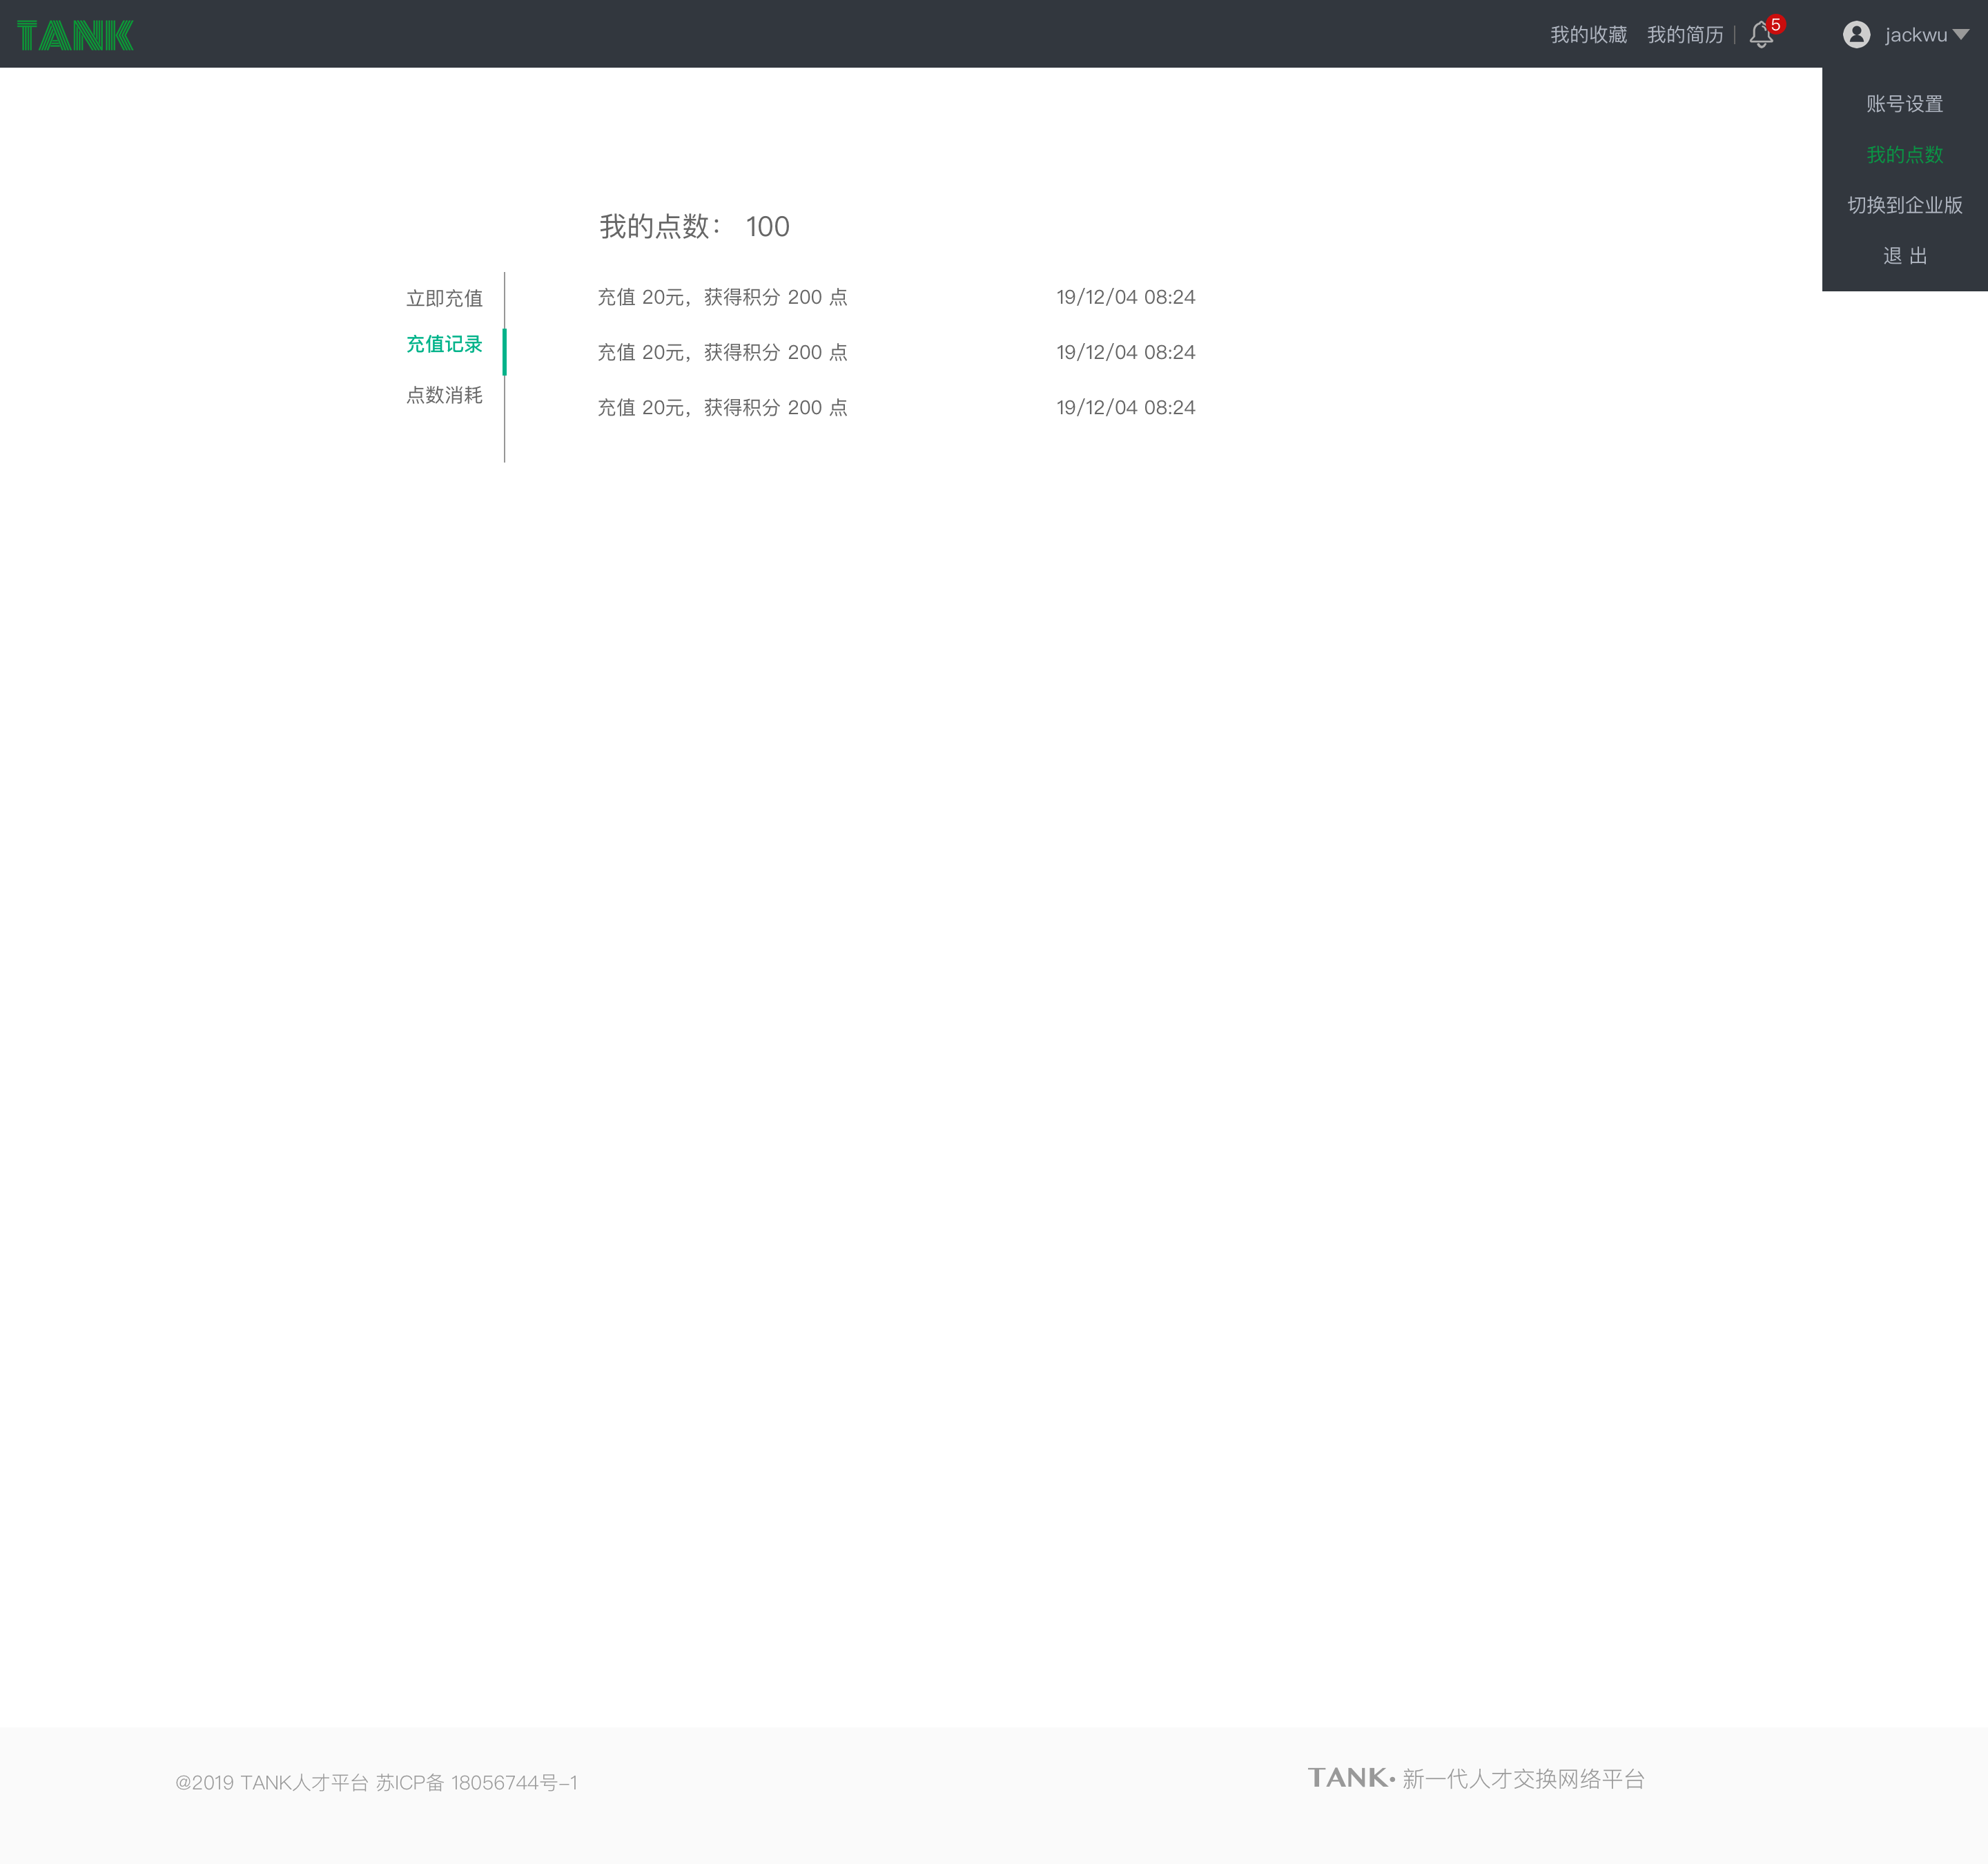 TANK
我的收藏 我的简历 5 jackwu
账号设置
我的点数
切换到企业版
退 出
我的点数： 100
立即充值
充值记录
点数消耗
充值 20元，获得积分 200 点 19/12/04 08:24
充值 20元，获得积分 200 点 19/12/04 08:24
充值 20元，获得积分 200 点 19/12/04 08:24
@2019 TANK人才平台 苏ICP备 18056744号-1
TANK• 新一代人才交换网络平台